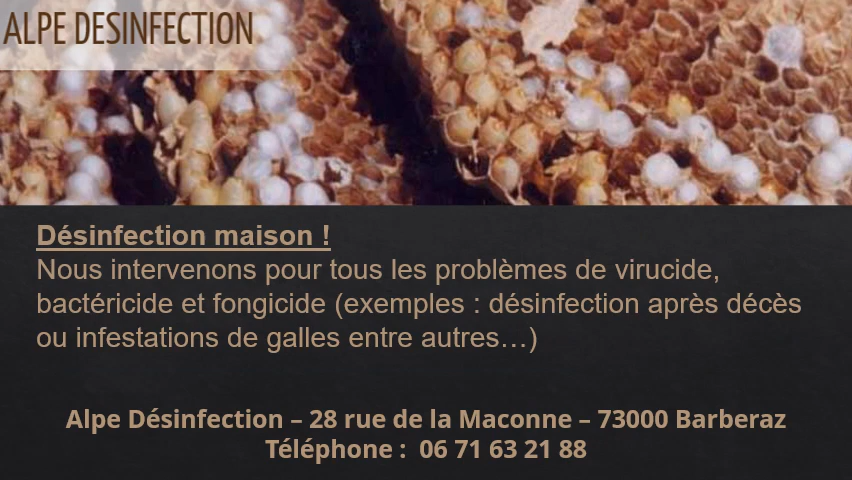 ALPE DESINFECTION
Désinfection maison !
Nous intervenons pour tous les problèmes de virucide,
bactéricide et fongicide (exemples : désinfection après décès
ou infestations de galles entre autres…)
Alpe Désinfection – 28 rue de la Maconne – 73000 Barberaz
Téléphone :  06 71 63 21 88